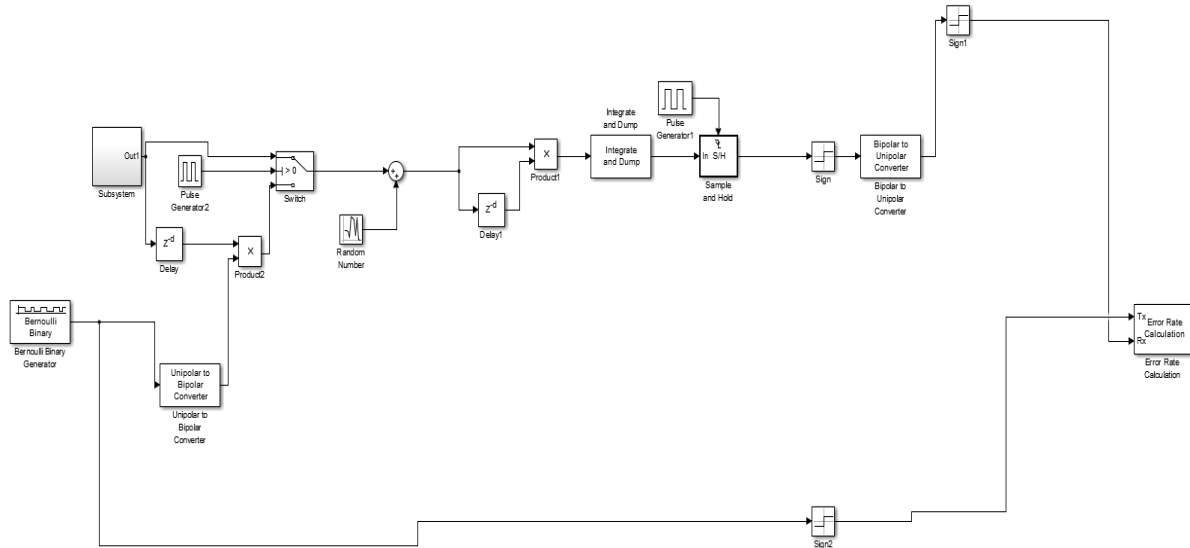 Sign1
Integrate
and Dump
Pulse
Generator1
Out1
Subsystem
Pulse
Generator2
> 0
Switch
+
+
X
Product1
Integrate
and Dump
In S/H
Sample
and Hold
Sign
Bipolar to
Unipolar
Converter
Bipolar to
Unipolar
Converter
Z-d
Delay
X
Product2
Random
Number
Z-d
Delay1
Bernoulli
Binary
Bernoulli Binary
Generator
Unipolar to
Bipolar
Converter
Unipolar to
Bipolar
Converter
Tx
Rx
Error Rate
Calculation
Error Rate
Calculation
Sign2